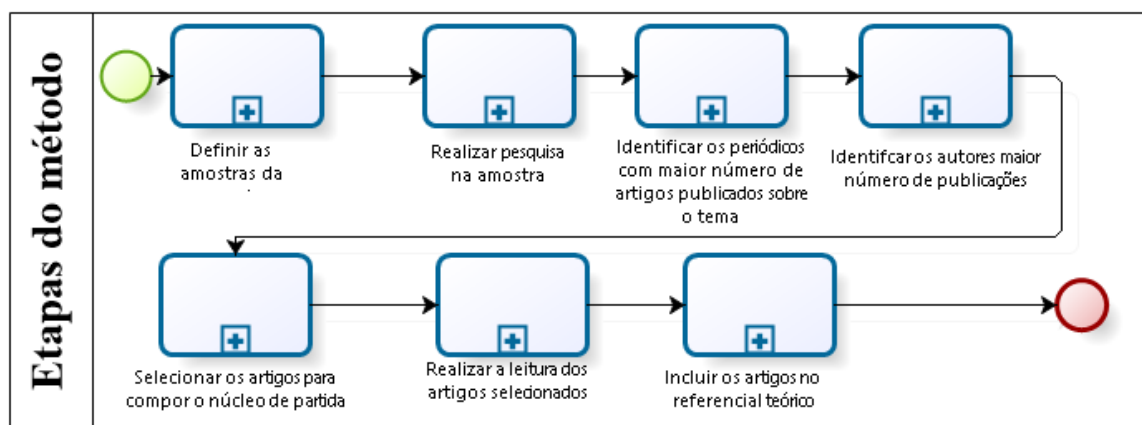 Etapas do método
Definir as
amostras da
Realizar pesquisa
na amostra
Identificar os periódicos
com maior número de
artigos publicados sobre
o tema
Identifcar os autores maior
número de publicações
Selecionar os artigos para
compor o núcleo de partida
Realizar a leitura dos
artigos selecionados
Incluir os artigos no
referencial teórico